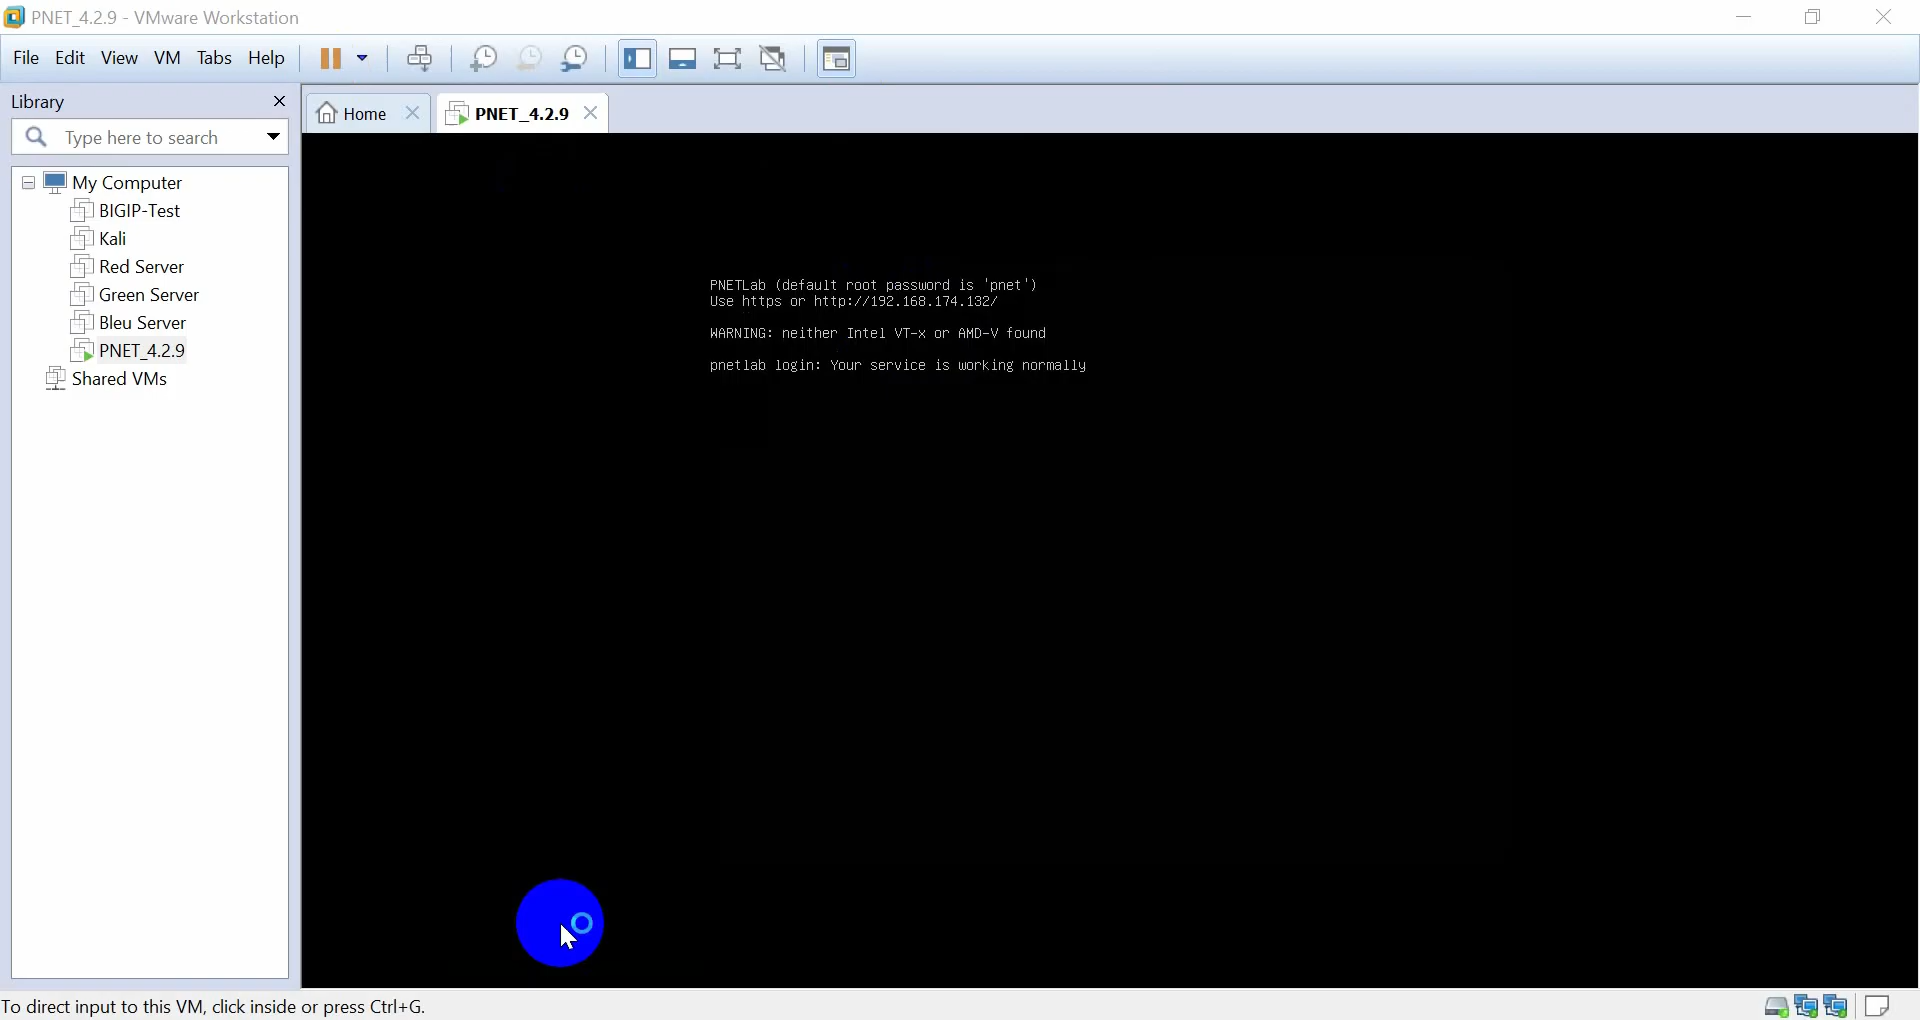 PNET_4.2.9 - VMware Workstation
File Edit View VM Tabs Help
Library
Home
PNET_4.2.9
Type here to search
My Computer
BIGIP-Test
Kali
Red Server
Green Server
Bleu Server
PNET_4.2.9
Shared VMs
PNETLab (default root password is 'pnet')
Use https or http://192.168.174.132/
WARNING: neither Intel VT-x or AMD-V found
pnetlab login: Your service is working normally
To direct input to this VM, click inside or press Ctrl+G.